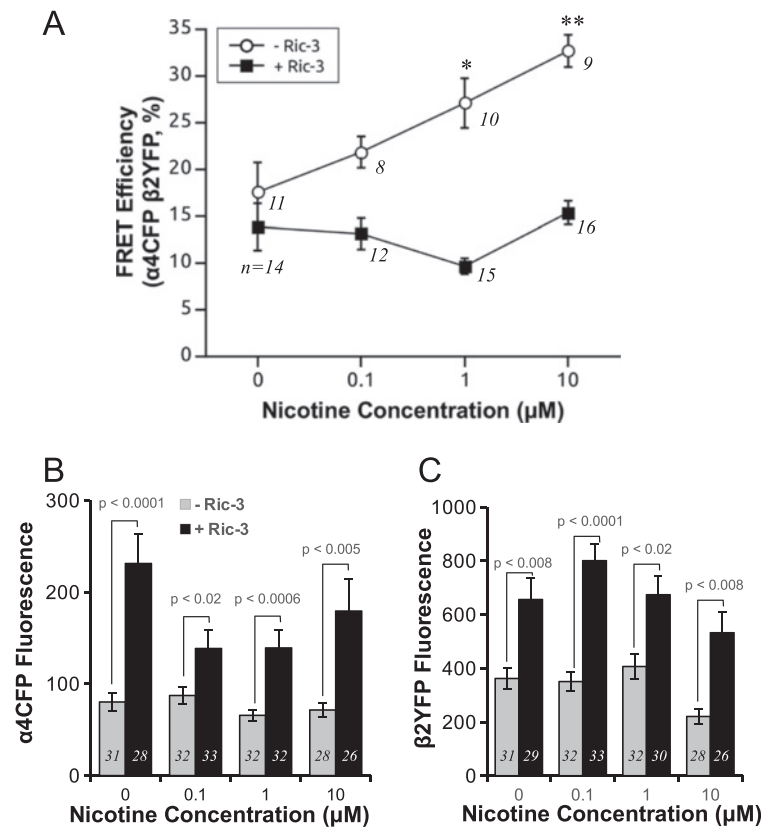 A
35
30
25
20
15
10
5
0
FRET Efficiency
(α4CFP β2YFP, %)
- Ric-3
+ Ric-3
*
**
11
8
10
9
n=14
12
15
16
0 0.1 1 10
Nicotine Concentration (µM)
B
300
200
100
0
α4CFP Fluorescence
- Ric-3
+ Ric-3
p < 0.0001
p < 0.02
p < 0.0006
p < 0.005
31 28 32 33 32 32 28 26
0 0.1 1 10
Nicotine Concentration (µM)
C
1000
800
600
400
200
0
β2YFP Fluorescence
p < 0.008
p < 0.0001
p < 0.02
p < 0.008
31 29 32 33 32 30 28 26
0 0.1 1 10
Nicotine Concentration (µM)